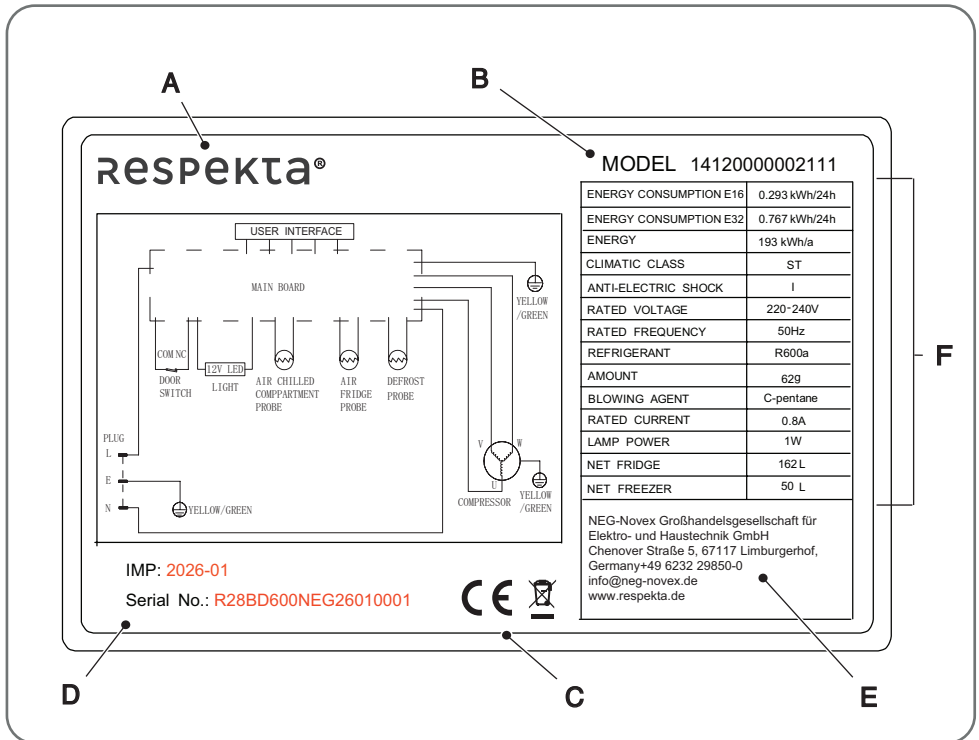 A
B
Respekta®
MODEL 14120000002111
ENERGY CONSUMPTION E16 0.293 kWh/24h
ENERGY CONSUMPTION E32 0.767 kWh/24h
ENERGY 193 kWh/a
CLIMATIC CLASS ST
ANTI-ELECTRIC SHOCK I
RATED VOLTAGE 220-240V
RATED FREQUENCY 50Hz
REFRIGERANT R600a
AMOUNT 62g
BLOWING AGENT C-pentane
RATED CURRENT 0.8A
LAMP POWER 1W
NET FRIDGE 162 L
NET FREEZER 50 L
F
USER INTERFACE
MAIN BOARD
YELLOW
/GREEN
COM NC
DOOR
SWITCH
12V LED
LIGHT
AIR CHILLED
COMPPARTMENT
PROBE
AIR
FRIDGE
PROBE
DEFROST
PROBE
PLUG
L
E
N
YELLOW/GREEN
V
W
U
COMPRESSOR
YELLOW
/GREEN
NEG-Novex Großhandelsgesellschaft für
Elektro- und Haustechnik GmbH
Chenover Straße 5, 67117 Limburgerhof,
Germany+49 6232 29850-0
info@neg-novex.de
www.respekta.de
IMP: 2026-01
Serial No.: R28BD600NEG26010001
CE
D
C
E